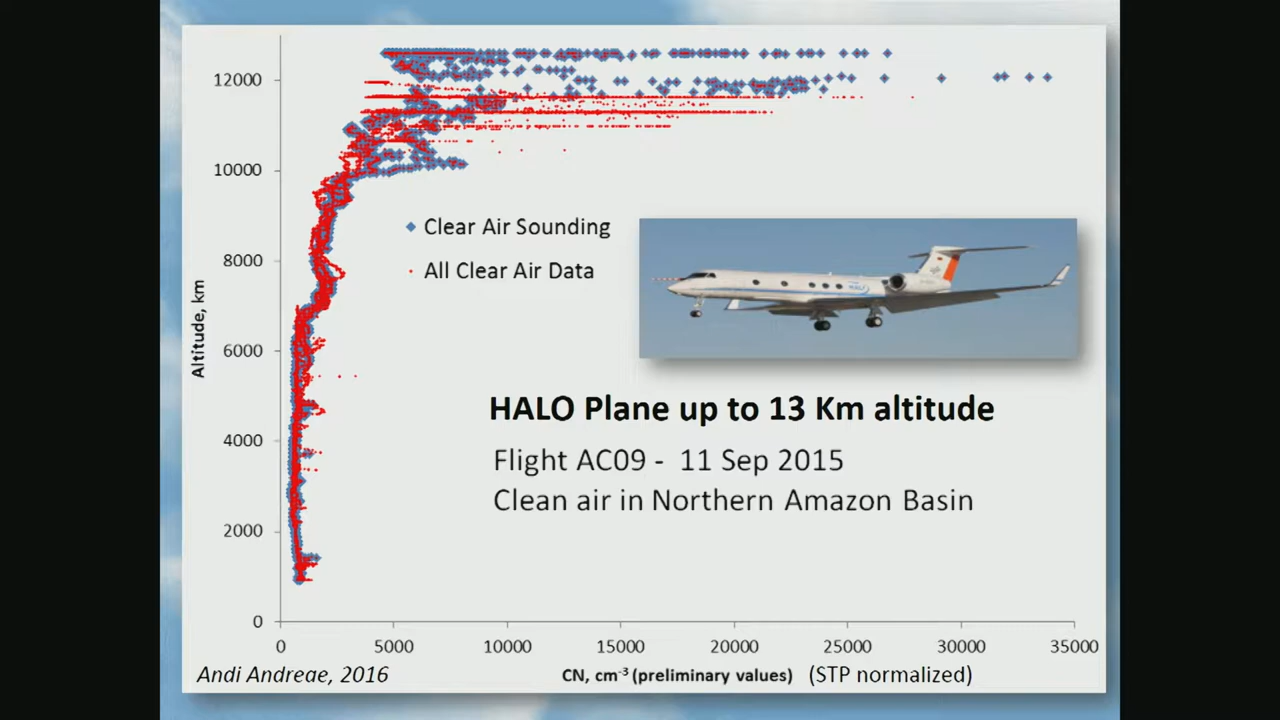 12000
10000
8000
6000
4000
2000
0
Altitude, km
Clear Air Sounding
All Clear Air Data
HALO Plane up to 13 Km altitude
Flight AC09 - 11 Sep 2015
Clean air in Northern Amazon Basin
0 5000 10000 15000 20000 25000 30000 35000
Andi Andreae, 2016
CN, cm⁻³ (preliminary values) (STP normalized)